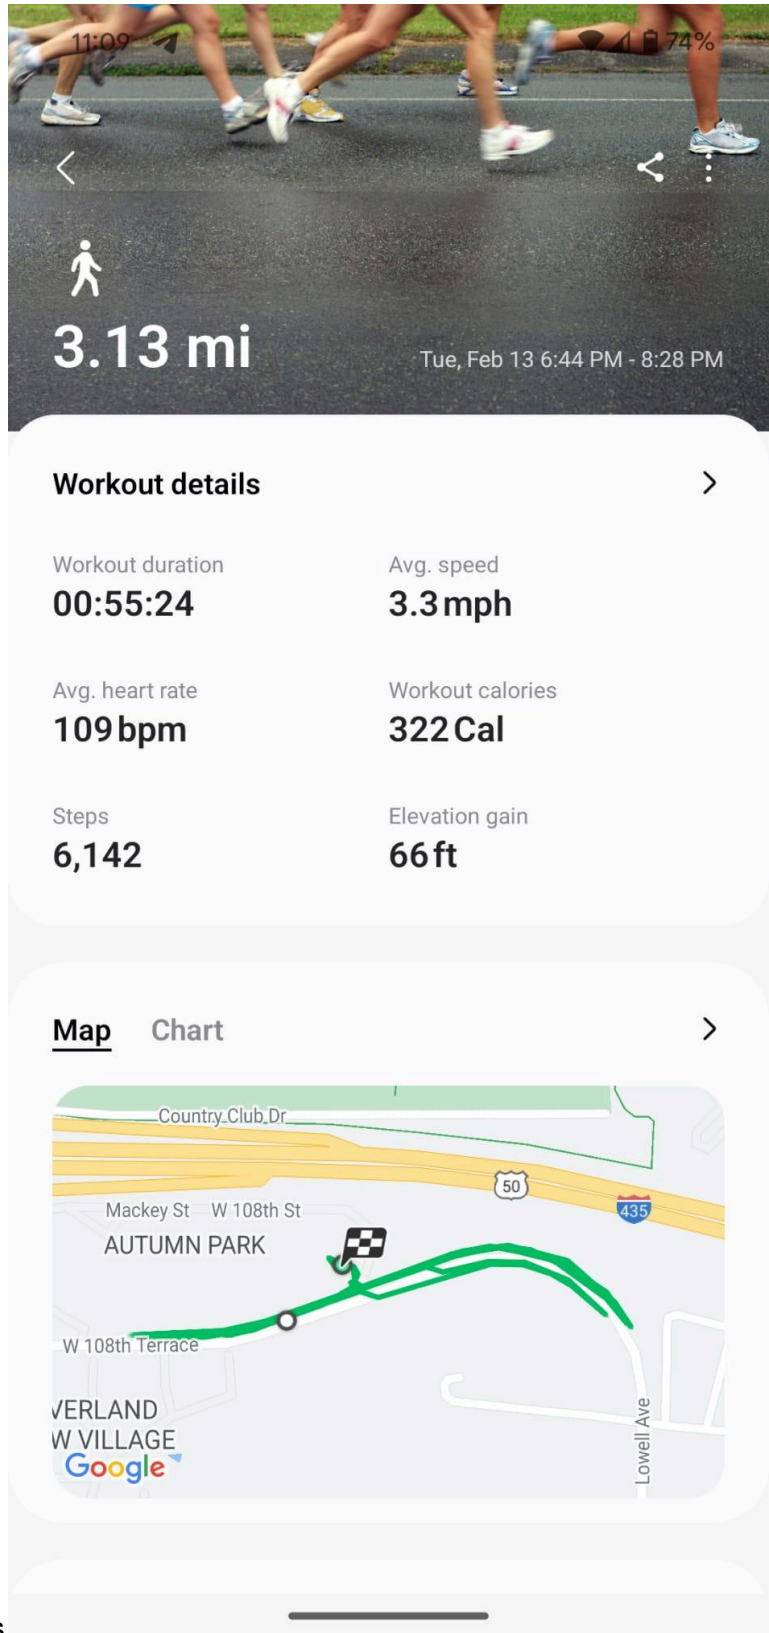 11:09 74%
3.13 mi
Tue, Feb 13 6:44 PM - 8:28 PM
Workout details
Workout duration Avg. speed
00:55:24 3.3 mph
Avg. heart rate Workout calories
109 bpm 322 Cal
Steps Elevation gain
6,142 66 ft
Map Chart
Country Club Dr
50
435
Mackey St W 108th St
AUTUMN PARK
W 108th Terrace
VERLAND
W VILLAGE
Lowell Ave
Google
s